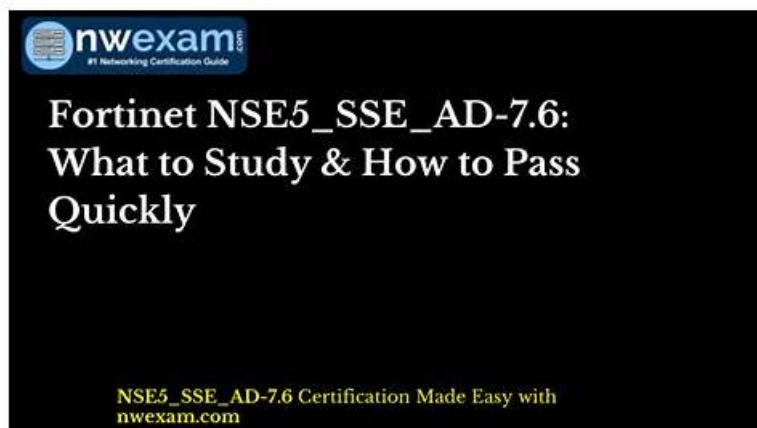 nwexam.com
#1 Networking Certification Guide
Fortinet NSE5_SSE_AD-7.6:
What to Study & How to Pass
Quickly
NSE5_SSE_AD-7.6 Certification Made Easy with
nwexam.com